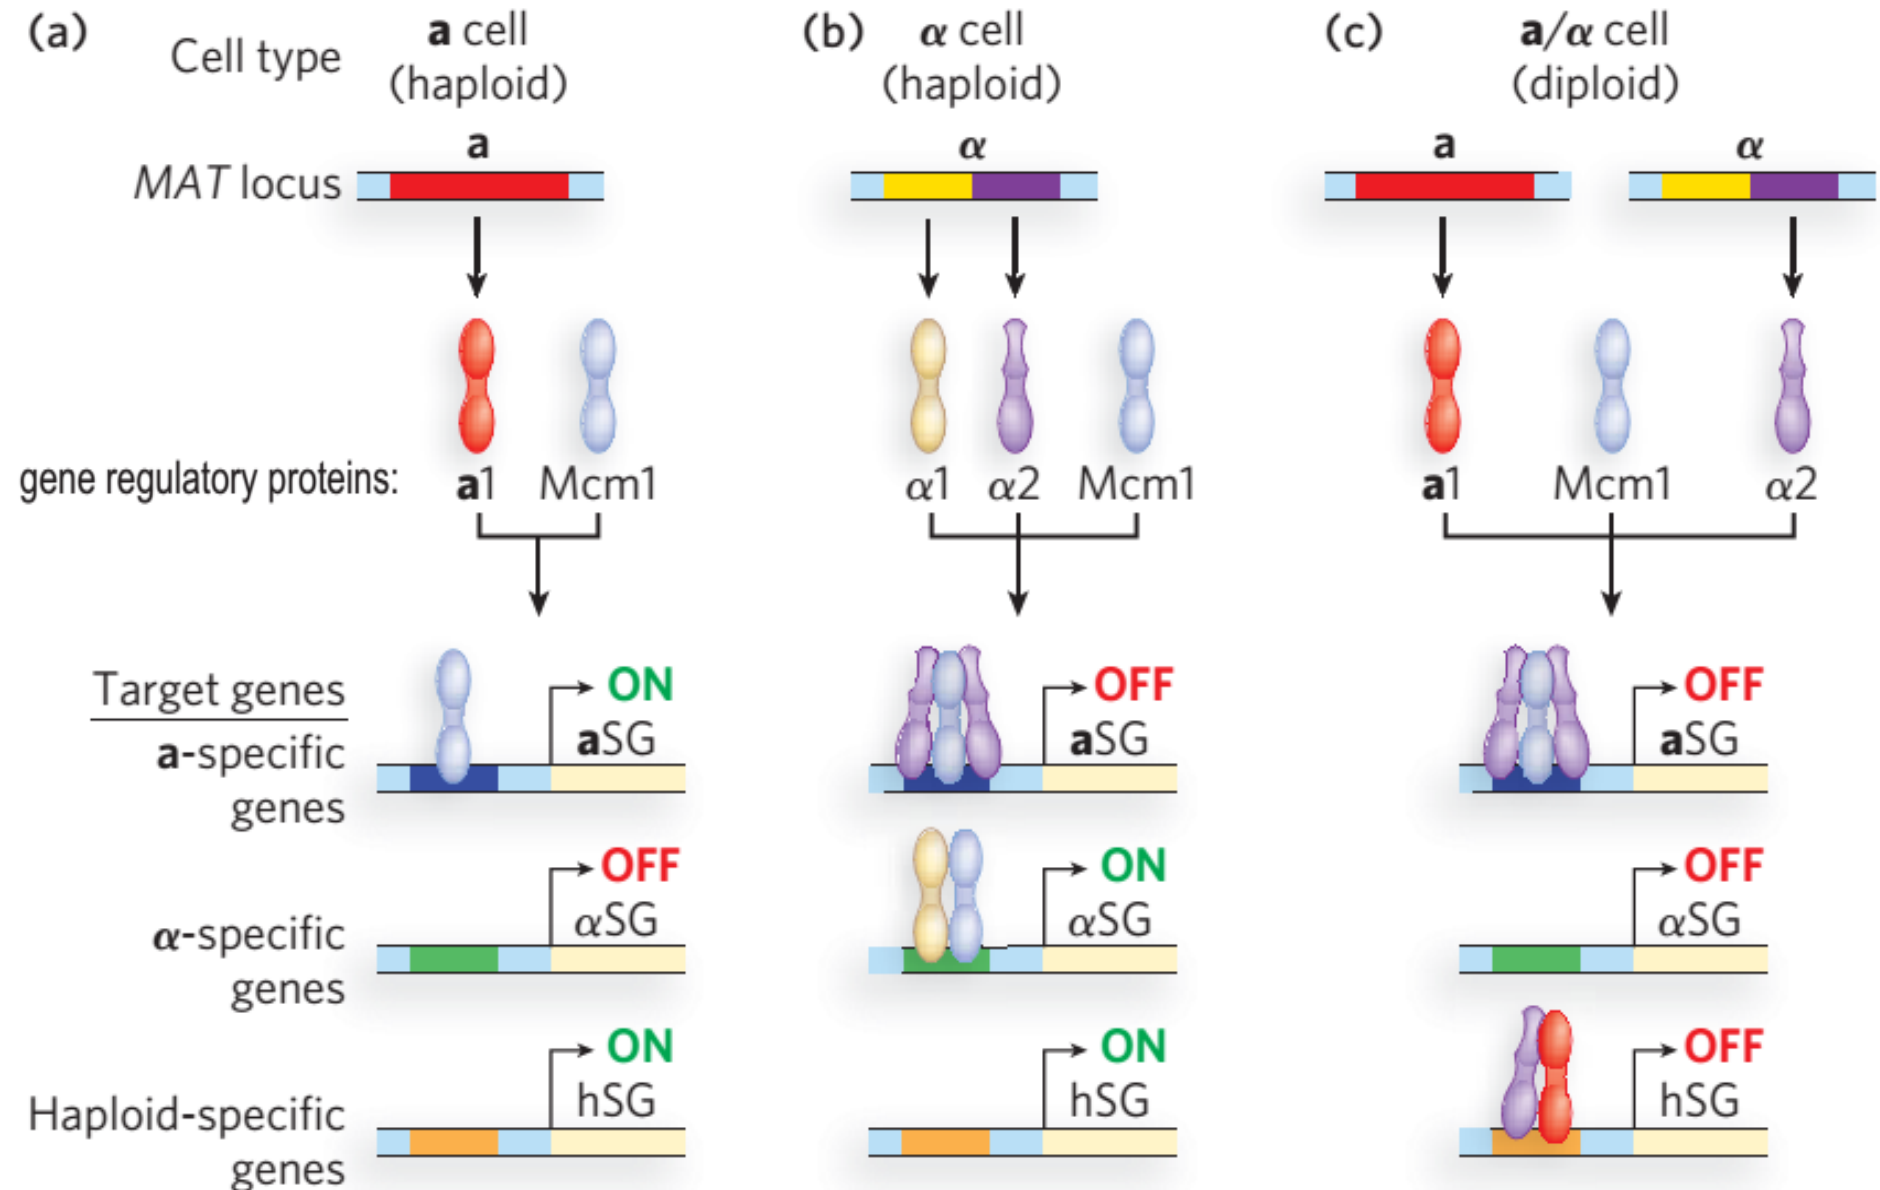 (a)
Cell type
a cell
(haploid)
(b)
α cell
(haploid)
(c)
a/α cell
(diploid)
MAT locus
a
α
a
α
gene regulatory proteins:
a1 Mcm1
α1 α2 Mcm1
a1 Mcm1 α2
Target genes
a-specific
genes
ON
aSG
OFF
aSG
OFF
aSG
α-specific
genes
OFF
αSG
ON
αSG
OFF
αSG
Haploid-specific
genes
ON
hSG
ON
hSG
OFF
hSG